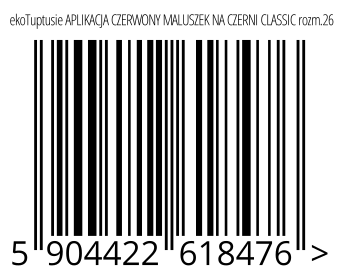 ekoTuptusie APLIKACJA CZERWONY MALUSZEK NA CZERNI CLASSIC rozm.26
5 904422 618476 >